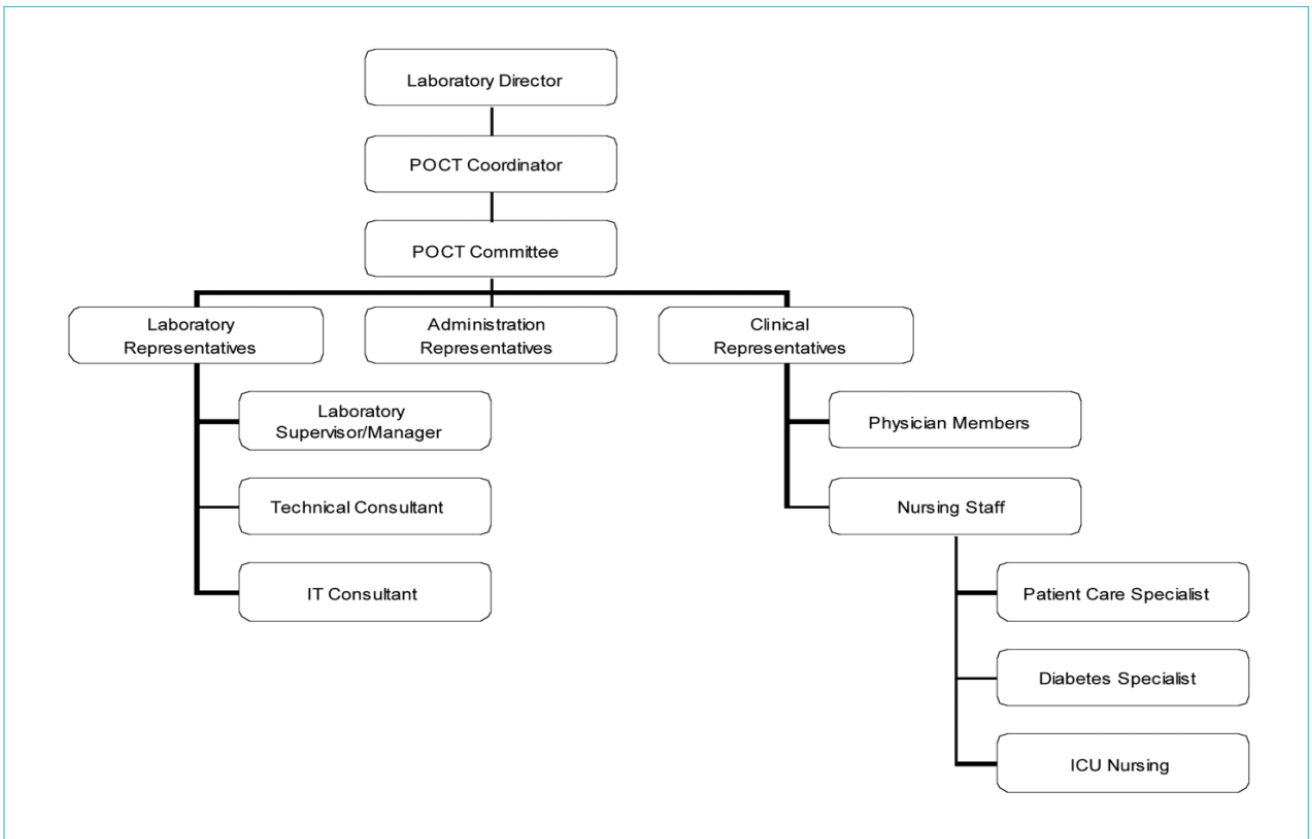 Laboratory Director
POCT Coordinator
POCT Committee
Laboratory
Representatives
Administration
Representatives
Clinical
Representatives
Laboratory
Supervisor/Manager
Technical Consultant
IT Consultant
Physician Members
Nursing Staff
Patient Care Specialist
Diabetes Specialist
ICU Nursing